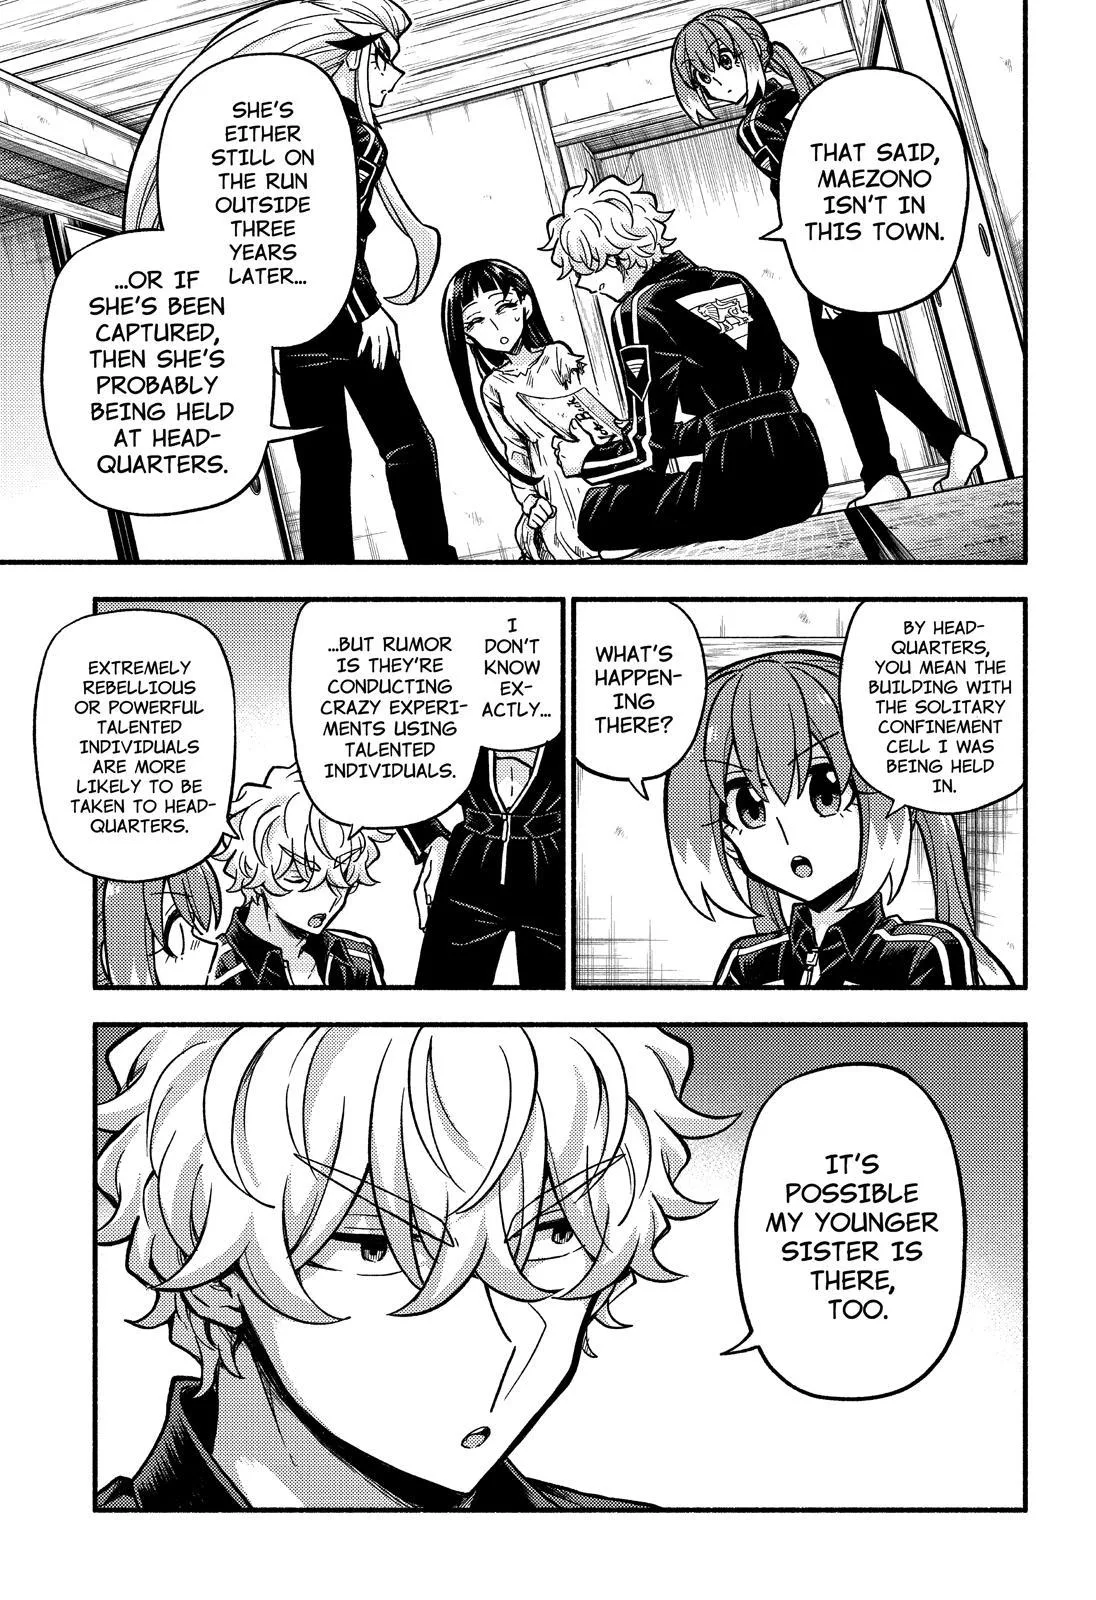 THAT SAID,
MAEZONO
ISN'T IN
THIS TOWN.
SHE'S
EITHER
STILL ON
THE RUN
OUTSIDE
THREE
YEARS
LATER...
...OR IF
SHE'S BEEN
CAPTURED,
THEN SHE'S
PROBABLY
BEING HELD
AT HEAD-
QUARTERS.
BY HEAD-
QUARTERS,
YOU MEAN THE
BUILDING WITH
THE SOLITARY
CONFINEMENT
CELL I WAS
BEING HELD
IN.
WHAT'S
HAPPEN-
ING
THERE?
I
DON'T
KNOW
EX-
ACTLY...
...BUT RUMOR
IS THEY'RE
CONDUCTING
CRAZY EXPERI-
MENTS USING
TALENTED
INDIVIDUALS.
EXTREMELY
REBELLIOUS
OR POWERFUL
TALENTED
INDIVIDUALS
ARE MORE
LIKELY TO BE
TAKEN TO HEAD-
QUARTERS.
IT'S
POSSIBLE
MY YOUNGER
SISTER IS
THERE,
TOO.